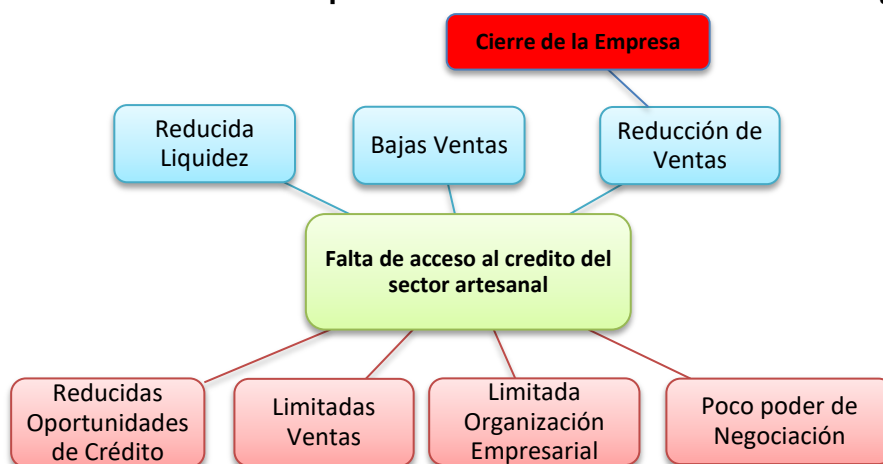 Cierre de la Empresa
Reducida
Liquidez
Bajas Ventas
Reducción de
Ventas
Falta de acceso al credito del
sector artesanal
Reducidas
Oportunidades
de Crédito
Limitadas
Ventas
Limitada
Organización
Empresarial
Poco poder de
Negociación